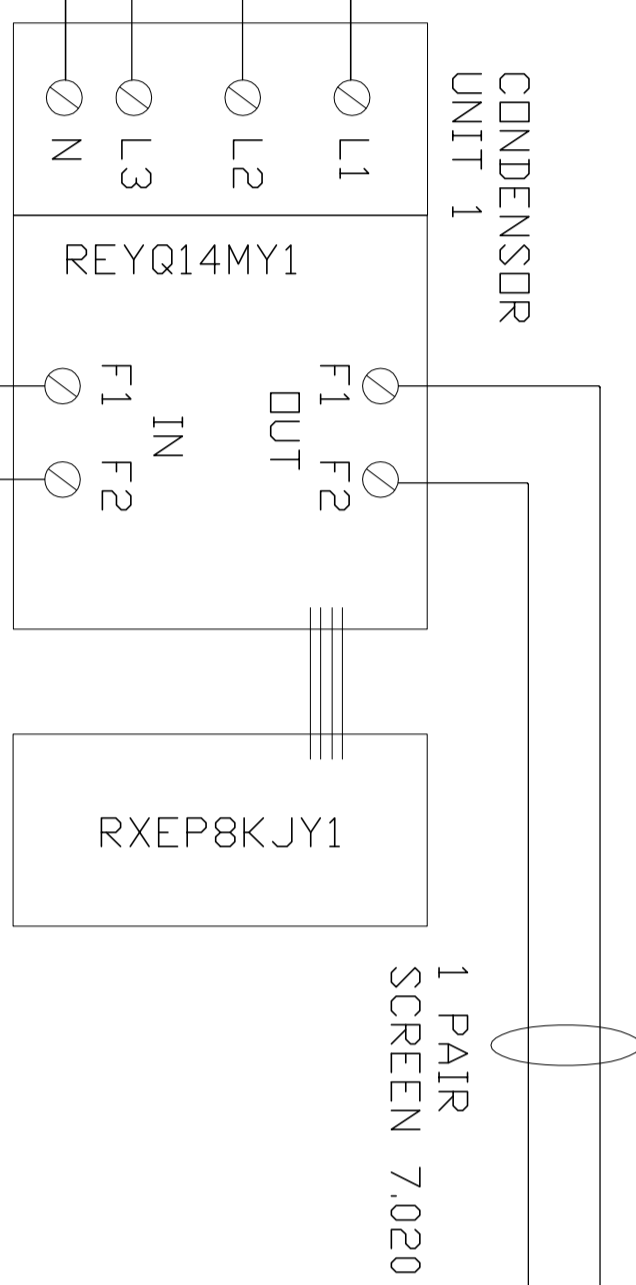 CONDENSOR
UNIT 1
L1
L2
L3
N
REYQ14MY1
F1
F2
OUT
IN
F1
F2
RXEP8KJY1
1 PAIR
SCREEN 7.020